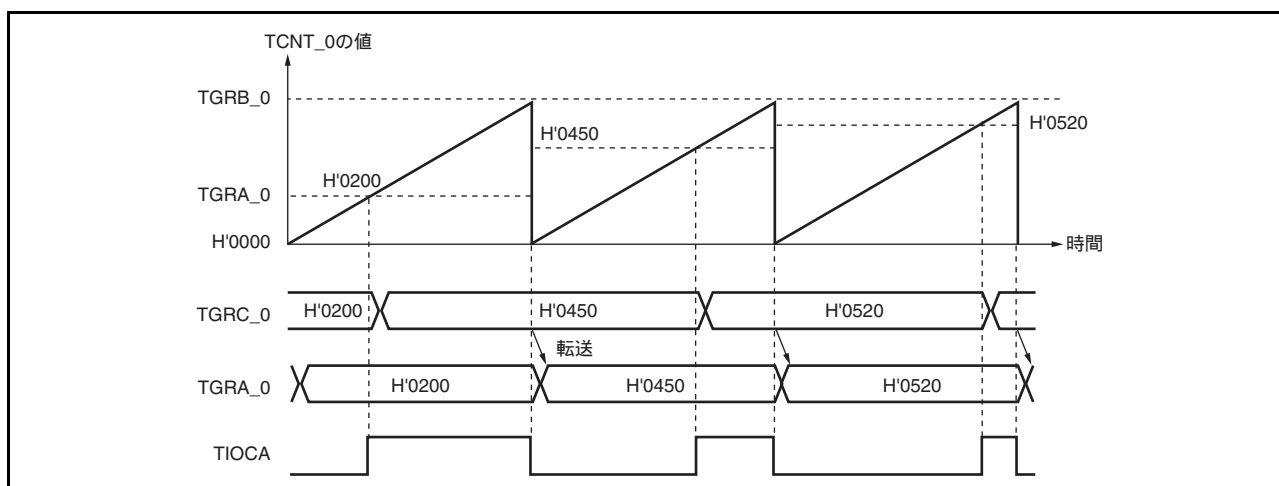 TCNT_0の値
TGRB_0
H'0520
H'0450
H'0200
TGRA_0
H'0000
時間
TGRC_0
H'0200
H'0450
H'0520
転送
TGRA_0
H'0200
H'0450
H'0520
TIOCA